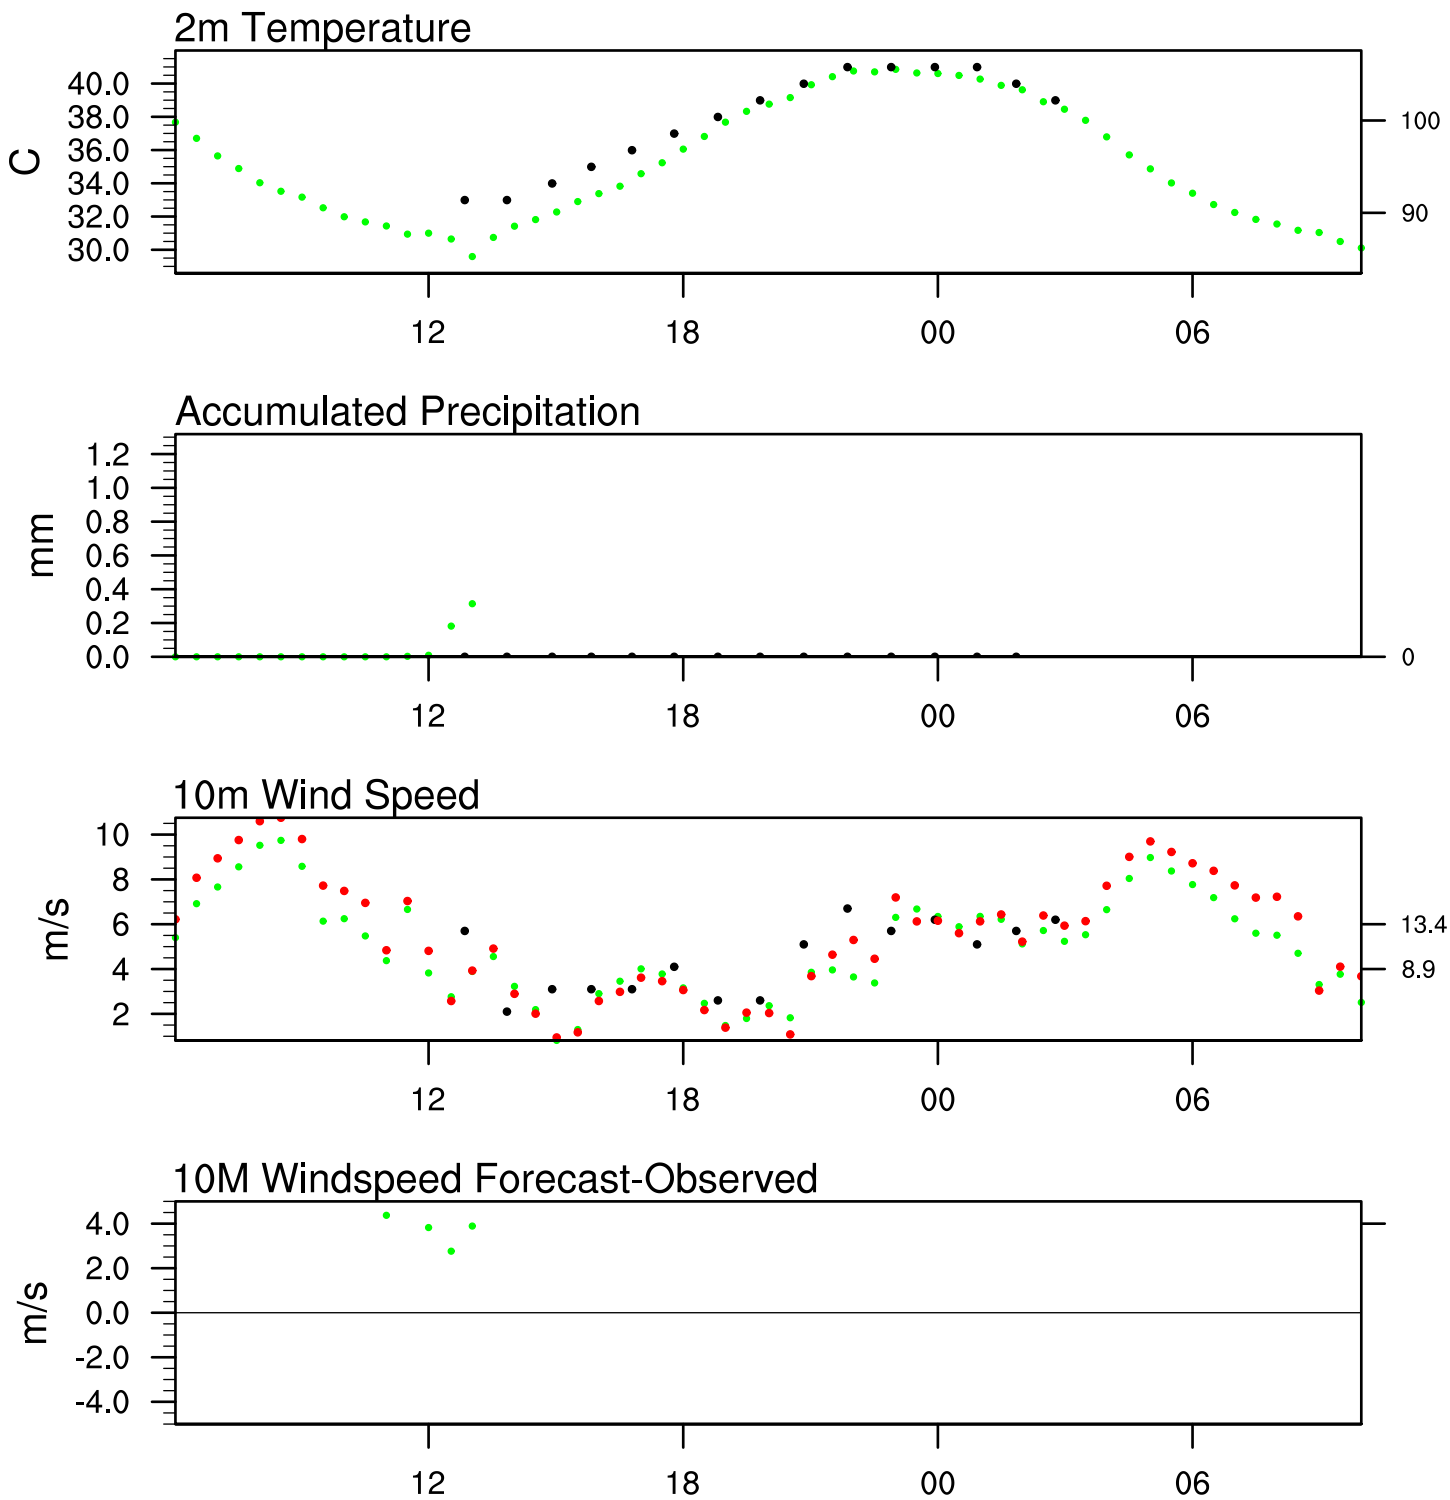 2m Temperature
40.0
38.0
36.0
34.0
32.0
30.0
C
100
90
12 18 00 06
Accumulated Precipitation
1.2
1.0
0.8
0.6
0.4
0.2
0.0
mm
0
12 18 00 06
10m Wind Speed
10
8
6
4
2
m/s
13.4
8.9
12 18 00 06
10M Windspeed Forecast-Observed
4.0
2.0
0.0
-2.0
-4.0
m/s
12 18 00 06